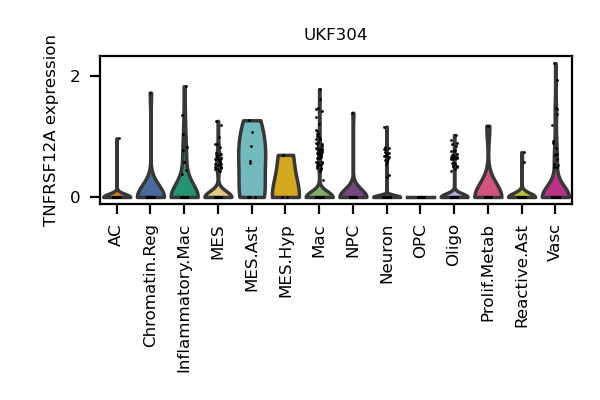 UKF304
TNFRSF12A expression
2
0
AC
Chromatin.Reg
Inflammatory.Mac
MES
MES.Ast
MES.Hyp
Mac
NPC
Neuron
OPC
Oligo
Prolif.Metab
Reactive.Ast
Vasc